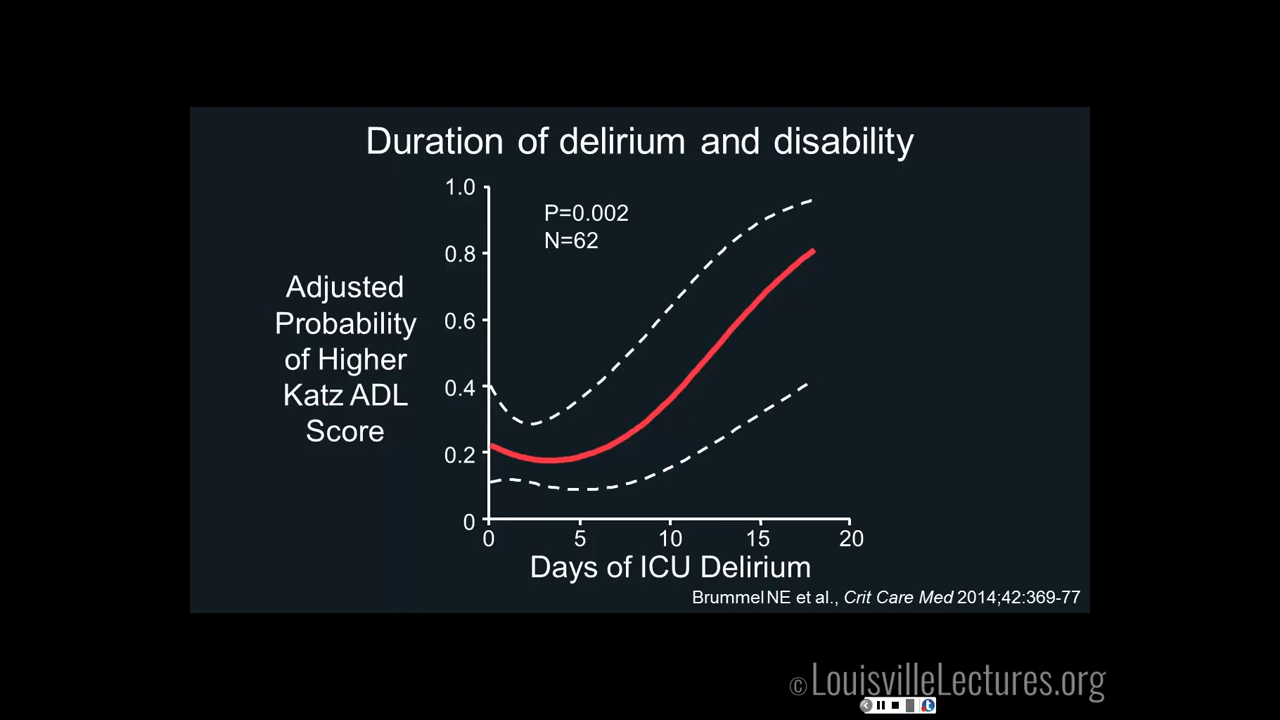 Duration of delirium and disability
1.0
0.8
0.6
0.4
0.2
0
P=0.002
N=62
Adjusted
Probability
of Higher
Katz ADL
Score
0 5 10 15 20
Days of ICU Delirium
Brummel NE et al., Crit Care Med 2014;42:369-77
© LouisvilleLectures.org